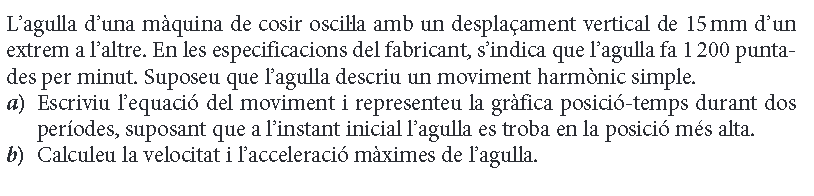 L’agulla d’una màquina de cosir oscil·la amb un desplaçament vertical de 15 mm d’un
extrem a l’altre. En les especificacions del fabricant, s’indica que l’agulla fa 1 200 punta-
des per minut. Suposeu que l’agulla descriu un moviment harmònic simple.
a) Escriviu l’equació del moviment i representeu la gràfica posició-temps durant dos
períodes, suposant que a l’instant inicial l’agulla es troba en la posició més alta.
b) Calculeu la velocitat i l’acceleració màximes de l’agulla.